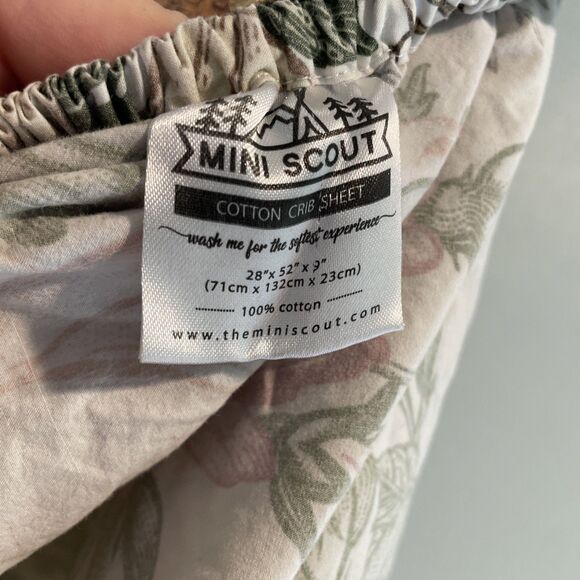 MINI SCOUT
COTTON CRIB SHEET
wash me for the softest experience
28"x 52" x 9"
(71cm x 132cm x 23cm)
100% cotton
www.theminiscout.com